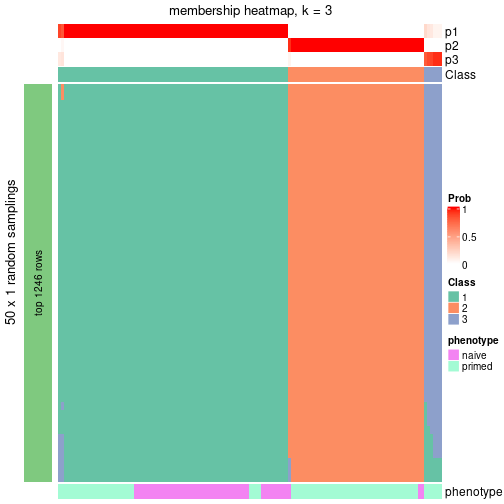 membership heatmap, k = 3
p1
p2
p3
Class
50 x 1 random samplings
top 1246 rows
Prob
1
0.5
0
Class
1
2
3
phenotype
naive
primed
phenotype